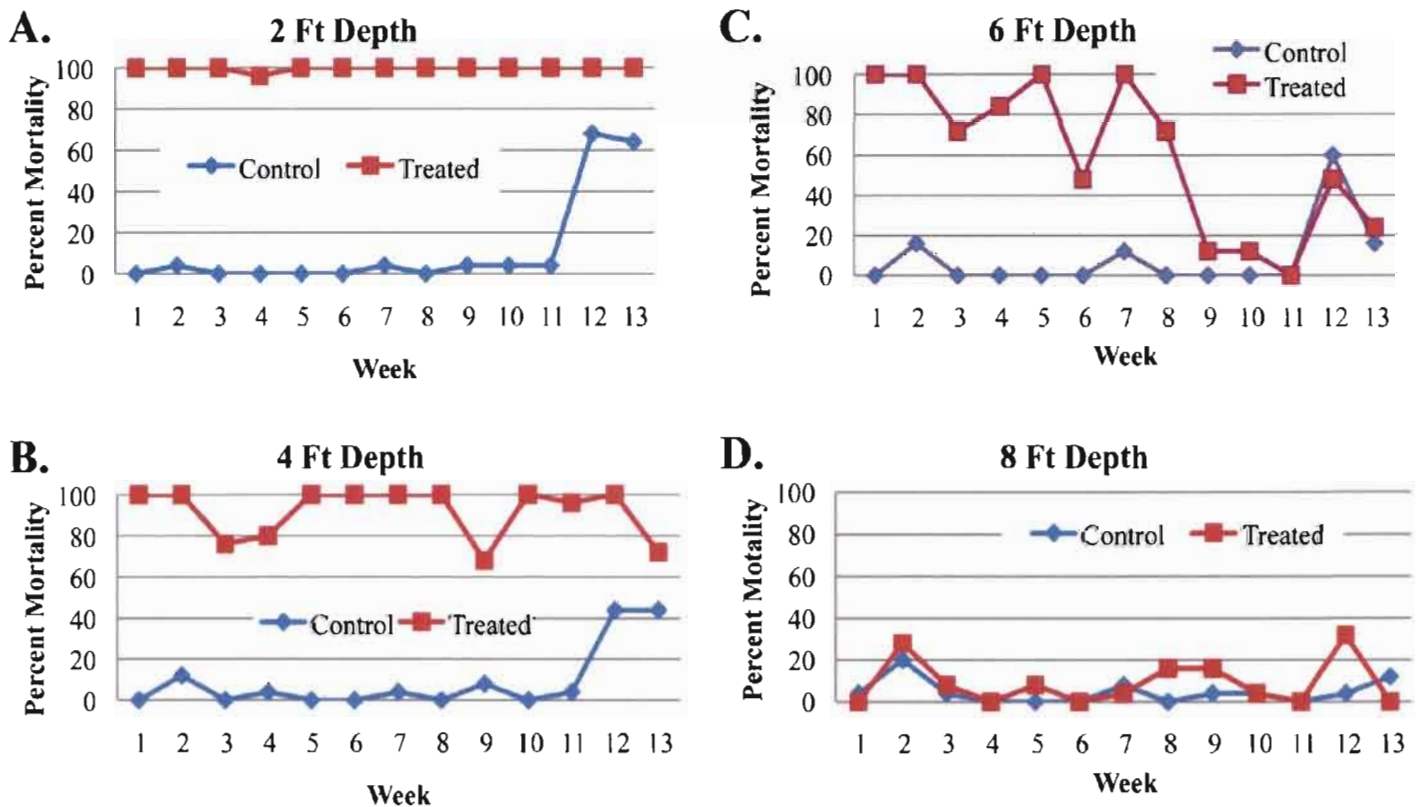 A.
2 Ft Depth
Percent Mortality
100
80
60
40
20
0
Control
Treated
1 2 3 4 5 6 7 8 9 10 11 12 13
Week
B.
4 Ft Depth
Percent Mortality
100
80
60
40
20
0
Control
Treated
1 2 3 4 5 6 7 8 9 10 11 12 13
Week
C.
6 Ft Depth
Control
Treated
Percent Mortality
100
80
60
40
20
0
1 2 3 4 5 6 7 8 9 10 11 12 13
Week
D.
8 Ft Depth
Percent Motality
100
80
60
40
20
0
Control
Treated
1 2 3 4 5 6 7 8 9 10 11 12 13
Week